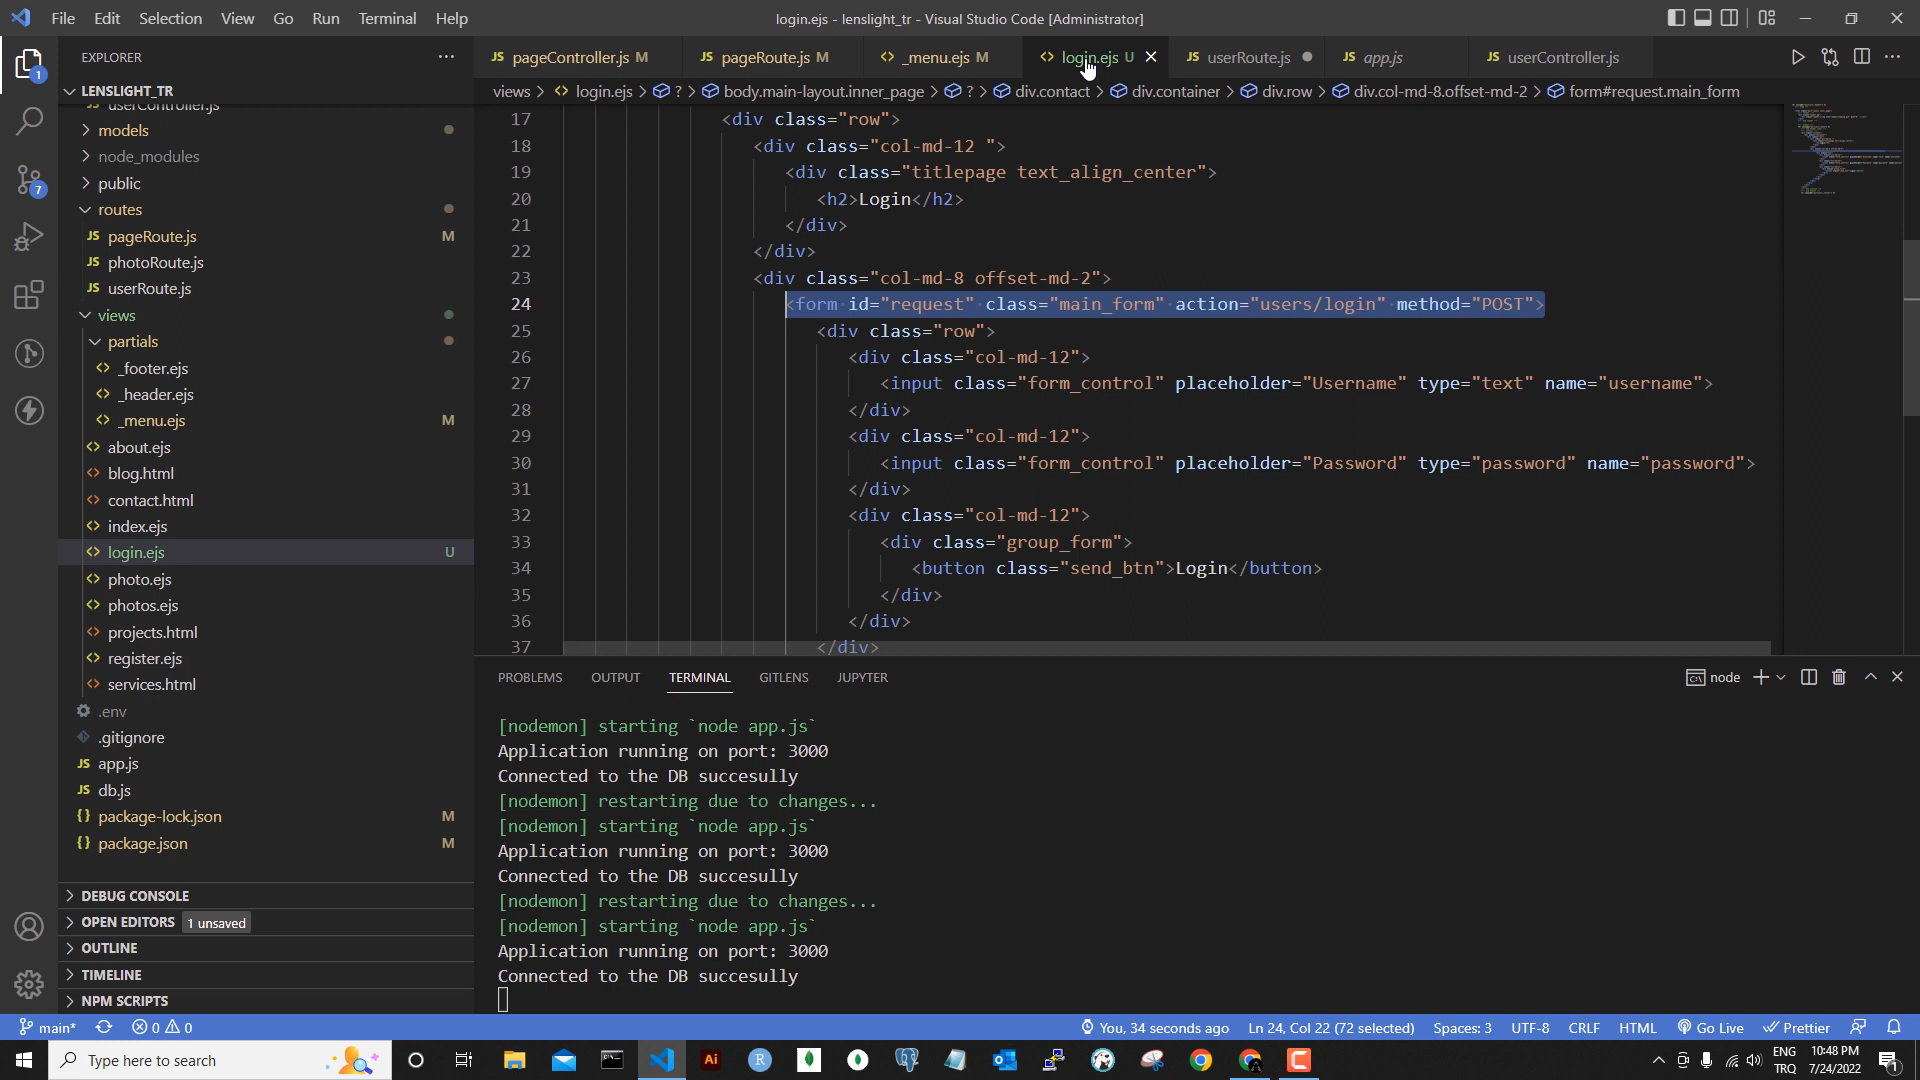 File Edit Selection View Go Run Terminal Help
login.ejs - lenslight_tr - Visual Studio Code [Administrator]
EXPLORER
pageController.js M
pageRoute.js M
_menu.ejs M
login.ejs U
userRoute.js
app.js
userController.js
views > login.ejs > ? > body.main-layout.inner_page > ? > div.contact > div.container > div.row > div.col-md-8.offset-md-2 > form#request.main_form
LENSLIGHT_TR
userController.js
models
node_modules
public
routes
pageRoute.js M
photoRoute.js
userRoute.js
views
partials
_footer.ejs
_header.ejs
_menu.ejs M
about.ejs
blog.html
contact.html
index.ejs
login.ejs U
photo.ejs
photos.ejs
projects.html
register.ejs
services.html
.env
.gitignore
app.js
db.js
package-lock.json M
package.json M
DEBUG CONSOLE
OPEN EDITORS 1 unsaved
OUTLINE
TIMELINE
NPM SCRIPTS
17 <div class="row">
18 <div class="col-md-12 ">
19 <div class="titlepage text_align_center">
20 <h2>Login</h2>
21 </div>
22 </div>
23 <div class="col-md-8 offset-md-2">
24 <form id="request" class="main_form" action="users/login" method="POST">
25 <div class="row">
26 <div class="col-md-12">
27 <input class="form_control" placeholder="Username" type="text" name="username">
28 </div>
29 <div class="col-md-12">
30 <input class="form_control" placeholder="Password" type="password" name="password">
31 </div>
32 <div class="col-md-12">
33 <div class="group_form">
34 <button class="send_btn">Login</button>
35 </div>
36 </div>
37 </div>
PROBLEMS OUTPUT TERMINAL GITLENS JUPYTER
node
[nodemon] starting `node app.js`
Application running on port: 3000
Connected to the DB succesully
[nodemon] restarting due to changes...
[nodemon] starting `node app.js`
Application running on port: 3000
Connected to the DB succesully
[nodemon] restarting due to changes...
[nodemon] starting `node app.js`
Application running on port: 3000
Connected to the DB succesully
main* 0 0
You, 34 seconds ago Ln 24, Col 22 (72 selected) Spaces: 3 UTF-8 CRLF HTML Go Live Prettier
Type here to search
ENG
TRQ
10:48 PM
7/24/2022